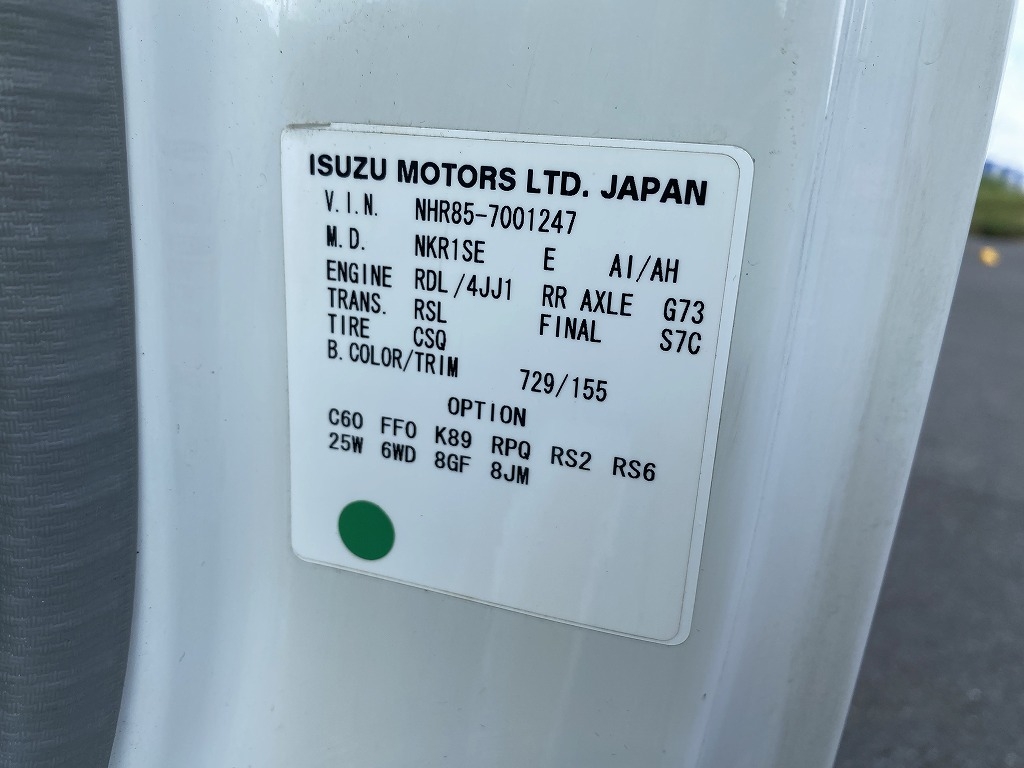 ISUZU MOTORS LTD. JAPAN
V.I.N. NHR85-7001247
M.D. NKR1SE E AI/AH
ENGINE RDL/4JJ1 RR AXLE G73
TRANS. RSL FINAL S7C
TIRE CSQ
B.COLOR/TRIM 729/155
OPTION
C60 FF0 K89 RPQ RS2 RS6
25W 6WD 8GF 8JM